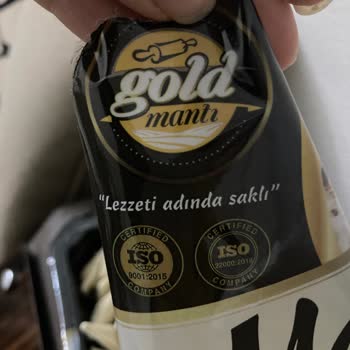 gold
mantı
“Lezzeti adında saklı”
CERTIFIED
ISO
9001:2015
COMPANY
CERTIFIED
ISO
22000:2018
COMPANY